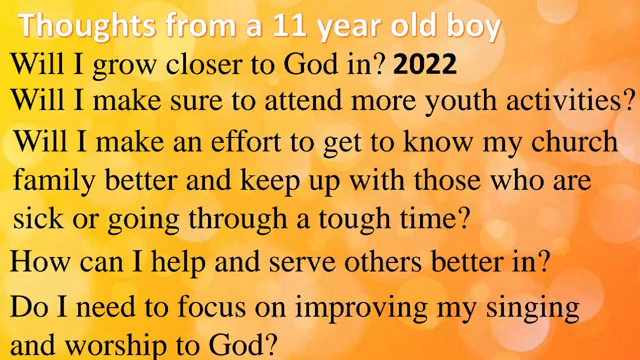 Thoughts from a 11 year old boy
Will I grow closer to God in? 2022
Will I make sure to attend more youth activities?
Will I make an effort to get to know my church
family better and keep up with those who are
sick or going through a tough time?
How can I help and serve others better in?
Do I need to focus on improving my singing
and worship to God?